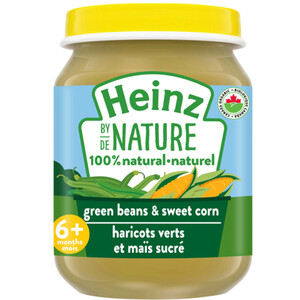 Heinz
BY
DE
NATURE
100% natural•naturel
green beans & sweet corn
6+
months
mois
haricots verts
et maïs sucré